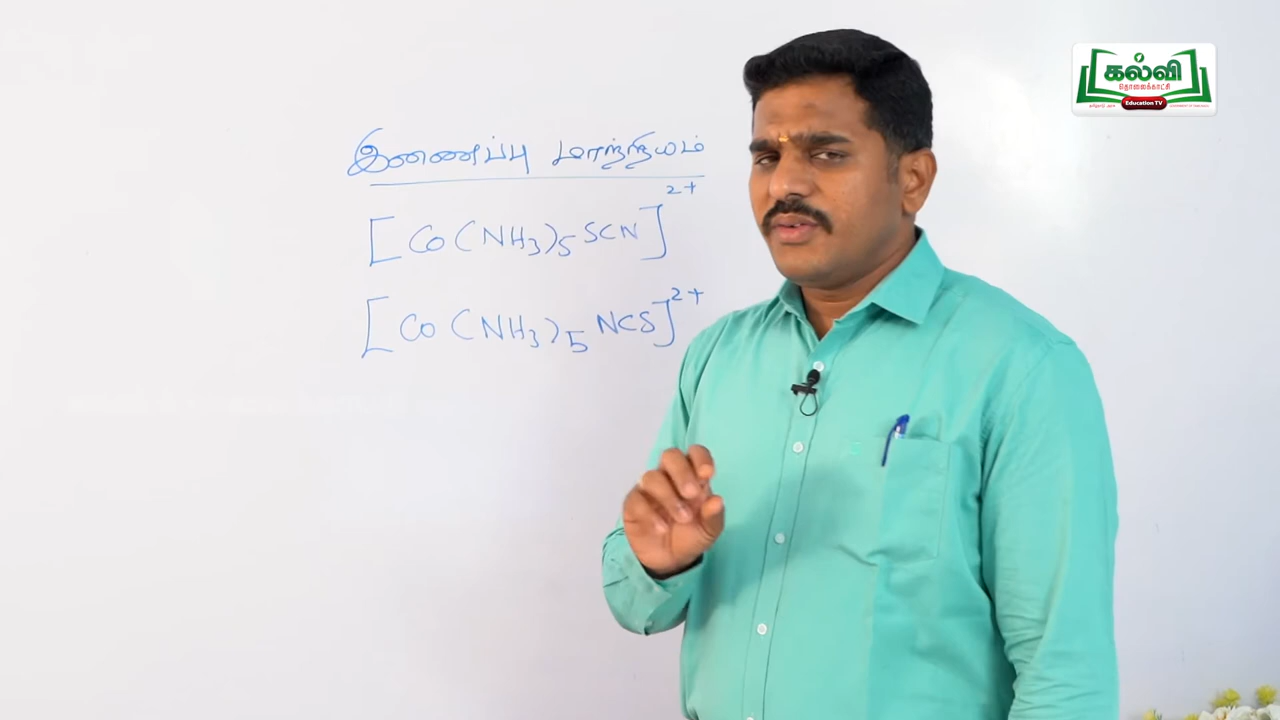 இணைப்பு மாற்றியம்
[Co(NH₃)₅SCN]²⁺
[Co(NH₃)₅NCS]²⁺
கல்வி
தொலைக்காட்சி
Education TV